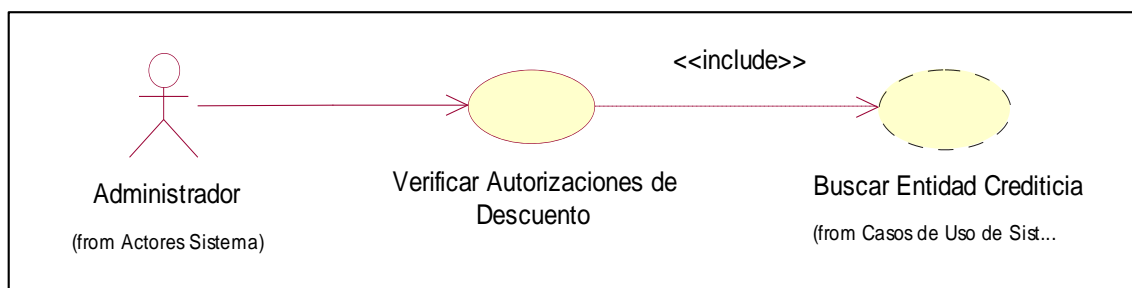 <<include>>
Administrador
(from Actores Sistema)
Verificar Autorizaciones de
Descuento
Buscar Entidad Crediticia
(from Casos de Uso de Sist...